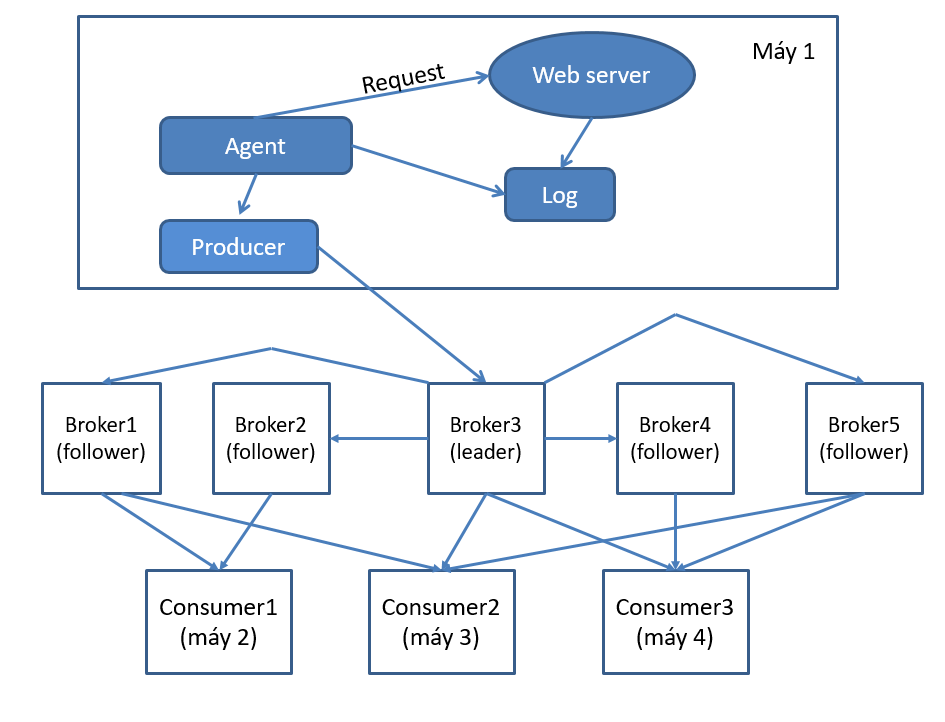 Máy 1
Request
Web server
Agent
Log
Producer
Broker1
(follower)
Broker2
(follower)
Broker3
(leader)
Broker4
(follower)
Broker5
(follower)
Consumer1
(máy 2)
Consumer2
(máy 3)
Consumer3
(máy 4)